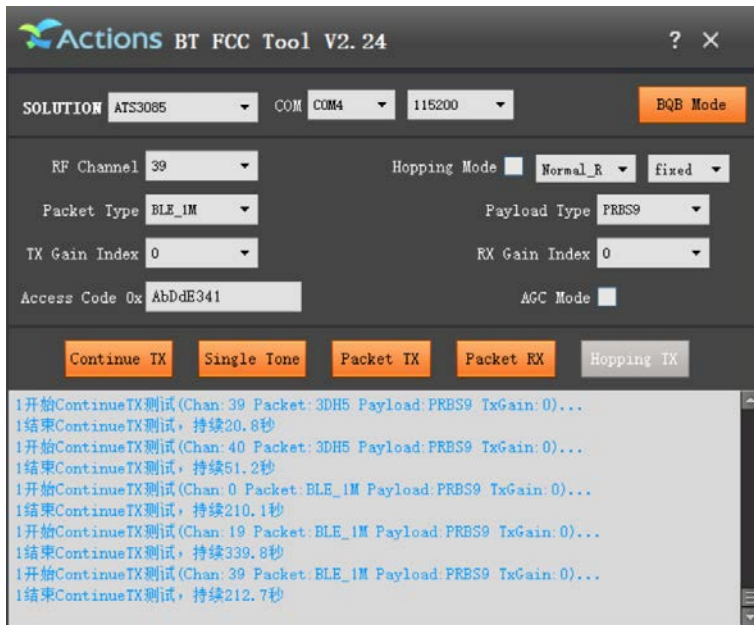 Actions BT FCC Tool V2.24 ? ×
SOLUTION ATS3085 COM COM4 115200 BQB Mode
RF Channel 39 Hopping Mode Normal_R fixed
Packet Type BLE_1M Payload Type PRBS9
TX Gain Index 0 RX Gain Index 0
Access Code 0x AbDdE341 AGC Mode
Continue TX Single Tone Packet TX Packet RX Hopping TX
1开始ContinueTX测试(Chan:39 Packet:3DH5 Payload:PRBS9 TxGain:0)...
1结束ContinueTX测试，持续20.8秒
1开始ContinueTX测试(Chan:40 Packet:3DH5 Payload:PRBS9 TxGain:0)...
1结束ContinueTX测试，持续51.2秒
1开始ContinueTX测试(Chan:0 Packet:BLE_1M Payload:PRBS9 TxGain:0)...
1结束ContinueTX测试，持续210.1秒
1开始ContinueTX测试(Chan:19 Packet:BLE_1M Payload:PRBS9 TxGain:0)...
1结束ContinueTX测试，持续339.8秒
1开始ContinueTX测试(Chan:39 Packet:BLE_1M Payload:PRBS9 TxGain:0)...
1结束ContinueTX测试，持续212.7秒